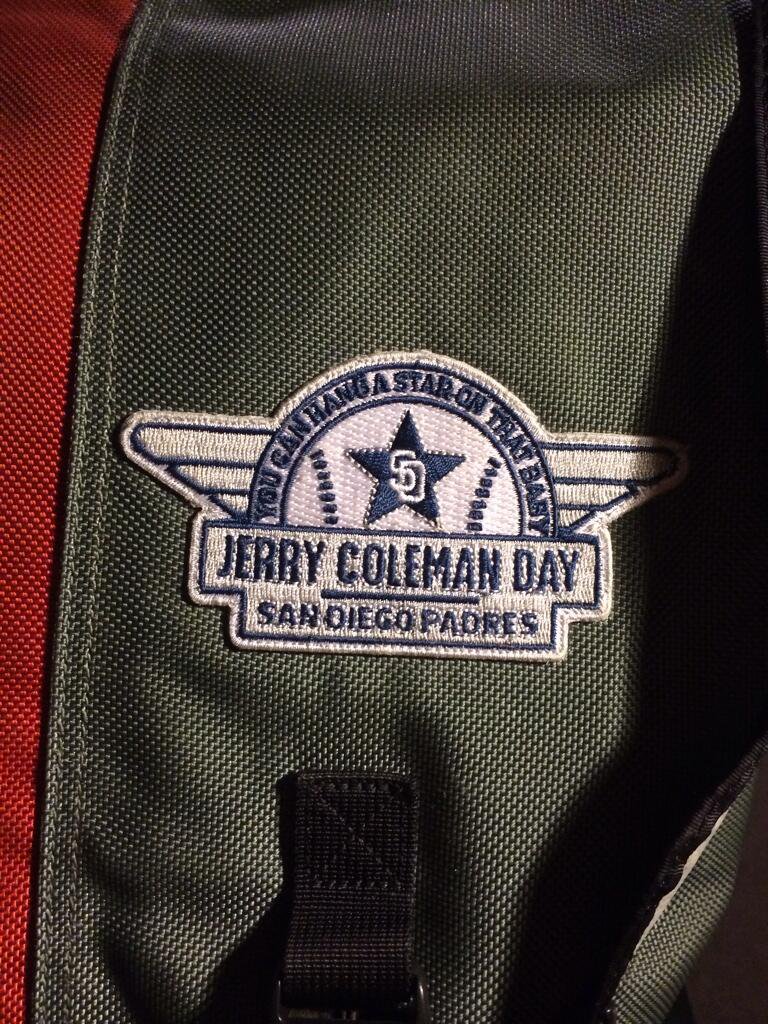 YOU CAN HANG A STAR ON THAT BABY
SD
JERRY COLEMAN DAY
SAN DIEGO PADRES